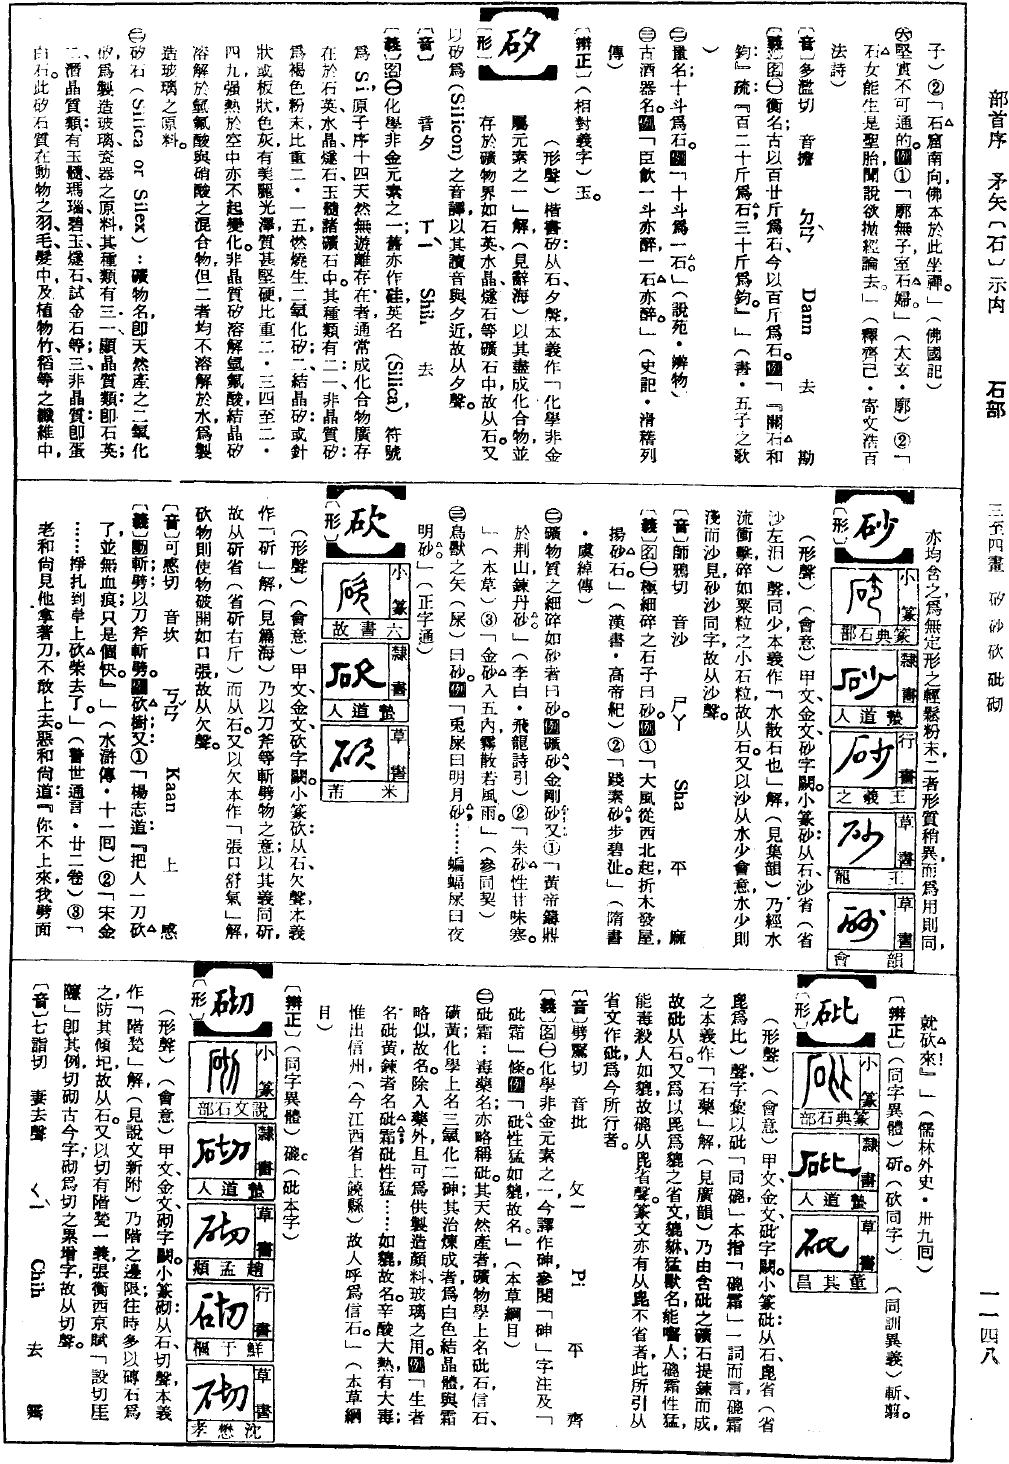 部首序　矛矢（石）示內　石部　三至四畫　矽砂砍砒砌　一一四八
子）②「石窟南向佛本於此坐禪」（佛國記）
㊅堅實不可通的。例①「廓無子室石婦。」（太玄・廓）②「
石女能生是聖胎聞說欲拋經論去。」（釋齊己・寄文浩百
法詩）
〔音〕多濫切　音擔　ㄉㄢˋ　Dann　去　勘
〔義〕圖㊀衡名古以百廿斤爲石，今以百斤爲石。例「『關石和
鈞』疏『百二十斤爲石；三十斤爲鈞。』」（書・五子之歌
）
㊁量名；十斗爲石。例「十斗爲一石。」（說苑・辨物）
㊂古酒器名。例「臣飲一斗亦醉，一石亦醉。」（史記・滑稽列
傳）
〔辨正〕（相對義字）玉。
矽
〔形〕
（形聲）楷書矽从石夕聲，本義作「化學非金
屬元素之一」解（見辭海）以其盡成化合物，並
存於礦物界如石英、水晶、燧石等礦石中，故从石。又
以矽爲(Silicon)之音譯，以其讀音與夕近，故从夕聲。
〔音〕　昔夕　ㄒㄧˋ　Shih　去
〔義〕圖㊀化學非金元素之一；舊亦作硅，英名（Silica），符號
爲 Si，原子序十四，天然無遊離存在者，通常成化合物廣存
在於石英、水晶、燧石、玉髓諸礦石中。其種類有：一、非晶質矽：
爲褐色粉末，比重二・一五，燃燒生二氧化矽。二、結晶矽：或針
狀或板狀，色灰有美麗光澤，質甚堅硬，比重二・三四至二・
四九，强熱於空中亦不起變化。非晶質矽溶解氫氟酸，結晶矽
溶解於氫氟酸與硝酸之混合物，但二者均不溶解於水，爲製
造玻璃之原料。
㊁矽石（Silica or Silex）：礦物名，即天然產之二氧化
矽，爲製造玻璃瓷器之原料，其種類有三：一、顯晶質類：即石英；
二、潛晶質類：有玉髓、瑪瑙、碧玉、燧石、試金石等；三、非晶質：即蛋
白石。此矽石質在動物之羽毛髮中，及植物竹稻等之纖維中，
亦均含之，爲無定形之輕鬆粉末，二者形質稍異而爲用則同，
砂
〔形〕
小篆　篆典石部
隸書　蟄道人
行書　王羲之
草書　王寵
草書　韻會
（形聲）（會意）甲文、金文砂字闕。小篆砂：从石、沙省（省
沙左汨）聲，同少，本義作「水散石也」解（見集韻）乃經水
流衝擊碎如粟粒之小石粒，故从石。又以沙从水少會意，水少則
淺而沙見，砂沙同字，故从沙聲。
〔音〕師鴉切　音沙　ㄕㄚ　Sha　平　麻
〔義〕圖㊀極細碎之石子曰砂。例①「大風從西北起，折木發屋，
揚砂石。」（漢書・高帝紀）②「踐素砂，步碧沚。」（隋書
・虞綽傳）
㊁礦物質之細碎如砂者曰砂。例礦砂、金剛砂。又①「黃帝鑄鼎
於荊山，鍊丹砂。」（李白・飛龍詩引）②「朱砂性甘味寒。
」（本草）③「金砂入五內，霧散若風雨。」（參同契）
㊂鳥獸之矢（屎）曰砂。例「兎屎曰明月砂……蝙蝠屎曰夜
明砂。」（正字通）
砍
〔形〕
小篆　六書故
隸書　蟄道人
草書　米芾
（形聲）（會意）甲文、金文砍字闕。小篆砍：从石、欠聲，本義
作「斫」解（見篇海）乃以刀斧等斬劈物之意；以其義同斫，
故从斫省（省斫右斤）而从石。又以欠本作「張口舒氣」解，
砍物則使物破開如口張，故从欠聲。
〔音〕可感切　音坎　ㄎㄢˇ　Kaan　上　感
〔義〕動斬劈；以刀斧斬劈。例砍樹。又①「楊志道『把人一刀砍
了，並無血痕；只是個快。』」（水滸傳・十一回）②「宋金
……掙扎到岸上砍柴去了。」（警世通言・廿二卷）③「
老和尚見他拿著刀不敢上去。惡和尚道：『你不上來，我劈面
就砍來！』」（儒林外史・卅九回）
〔辨正〕（同字異體）斫。（砍同字）（同訓異義）斬、剪。
砒
〔形〕
小篆　篆典石部
隸書　蟄道人
草書　董其昌
（形聲）（會意）甲文、金文砒字闕。小篆砒：从石、毘省（省
毘爲比）聲，字彙以砒「同磇」，本指「磇霜」一詞而言，磇霜
之本義作「石藥」解（見廣韻）乃由含砒之礦石提鍊而成，
故砒从石。又爲以毘爲貔之省文，貔貅猛獸名，能嚙人；磇霜性猛，
能毒殺人如貔，故磇从毘省聲。篆文亦有从毘不省者，此所引从
省文作砒，爲今所行者。
〔音〕劈驚切　音批　ㄆㄧ　Pi　平　齊
〔義〕圖㊀化學非金元素之一，今譯作砷，參閱「砷」字注及「
砒霜」條。例「砒性猛如貔，故名。」（本草綱目）
㊁砒霜：毒藥名；亦略稱砒。其天然產者，礦物學上名砒石、信石、
礦黃，化學上名三氧化二砷，其治煉成者爲白色結晶體，與霜
略似，故名。除入藥外，且可爲供製造顏料、玻璃之用。例「生者
名砒黃，鍊者名砒霜，砒性猛……如貔，故名。辛酸大熱有大毒，
惟出信州（今江西省上饒縣）故人呼爲信石。」（本草綱
目）
〔辨正〕（同字異體）磇。（砒本字）
砌
〔形〕
小篆　說文石部
隸書　蟄道人
草書　趙孟頫
行書　鮮于樞
草書　沈懋孝
（形聲）（會意）甲文、金文砌字闕。小篆砌：从石、切聲，本義
作「階甃」解（見說文新附）乃階之邊限；往時多以磚石爲
之，防其傾圮，故从石。又以切有階甃一義，張衡西京賦「設切厓
隒」即其例，切砌古今字，砌爲切之累增字，故从切聲。
〔音〕七詣切　妻去聲　ㄑㄧˋ　Chih　去　霽